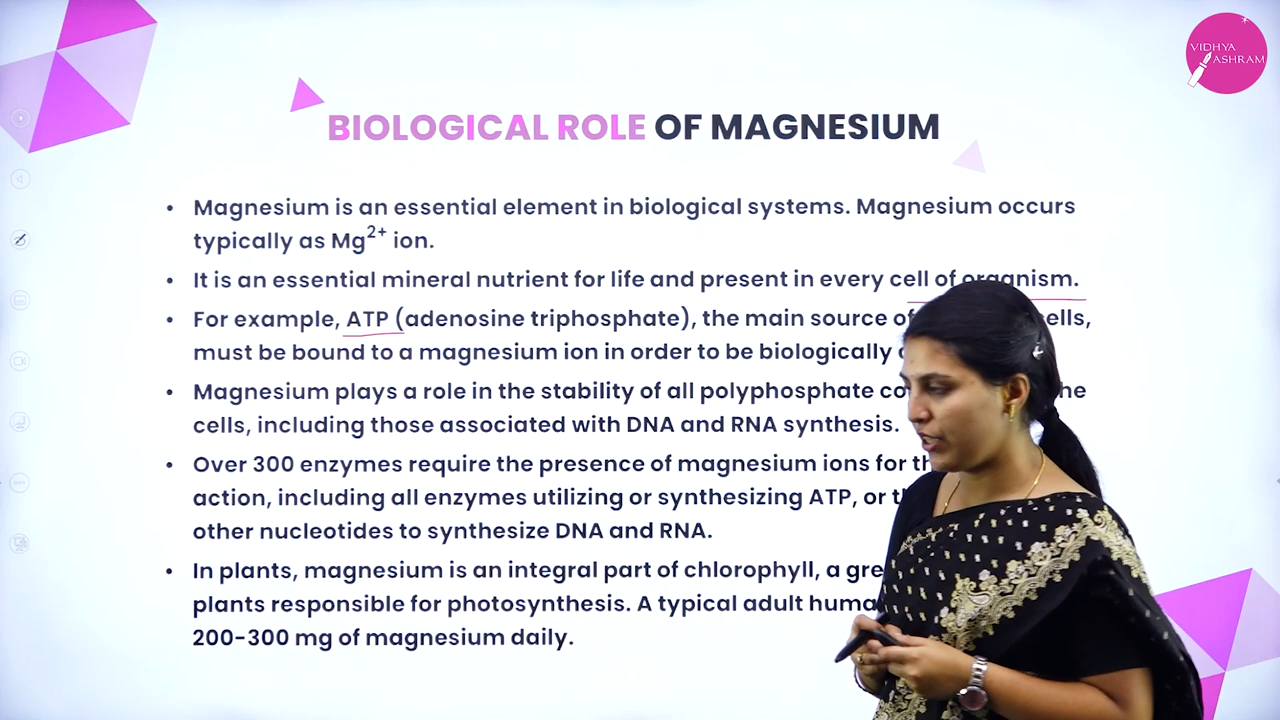 VIDHYA
ASHRAM
BIOLOGICAL ROLE OF MAGNESIUM
• Magnesium is an essential element in biological systems. Magnesium occurs
typically as Mg²⁺ ion.
• It is an essential mineral nutrient for life and present in every cell of organism.
• For example, ATP (adenosine triphosphate), the main source of cells,
must be bound to a magnesium ion in order to be biologically
• Magnesium plays a role in the stability of all polyphosphate
cells, including those associated with DNA and RNA synthesis.
• Over 300 enzymes require the presence of magnesium ions for
action, including all enzymes utilizing or synthesizing ATP, or
other nucleotides to synthesize DNA and RNA.
• In plants, magnesium is an integral part of chlorophyll, a
plants responsible for photosynthesis. A typical adult
200-300 mg of magnesium daily.